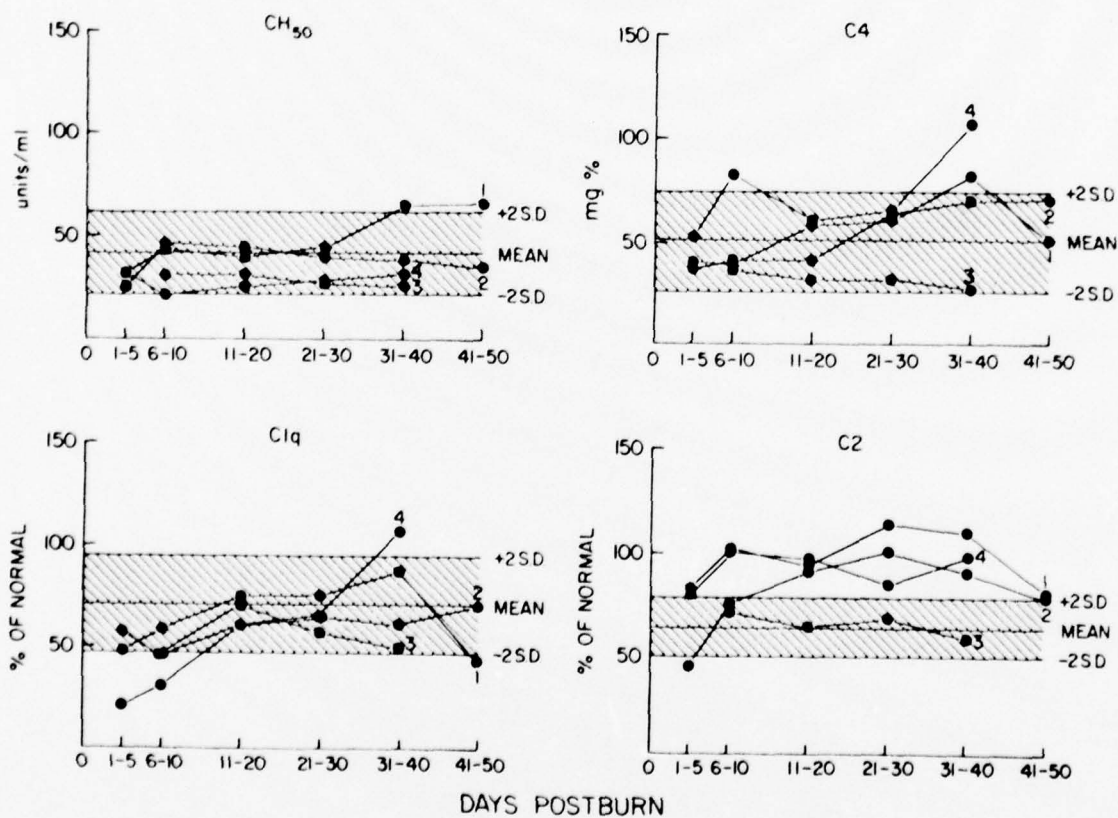 CH50
150
100
50
0
units/ml
1
+2SD
MEAN
-2SD
4
3
2
1-5 6-10 11-20 21-30 31-40 41-50
C4
150
100
50
0
mg %
4
+2SD
2
MEAN
1
3
-2SD
1-5 6-10 11-20 21-30 31-40 41-50
C1q
150
100
50
0
% OF NORMAL
4
+2SD
2
MEAN
3
-2SD
1
1-5 6-10 11-20 21-30 31-40 41-50
C2
150
100
50
0
% OF NORMAL
4
1
+2SD
2
MEAN
3
-2SD
1-5 6-10 11-20 21-30 31-40 41-50
DAYS POSTBURN